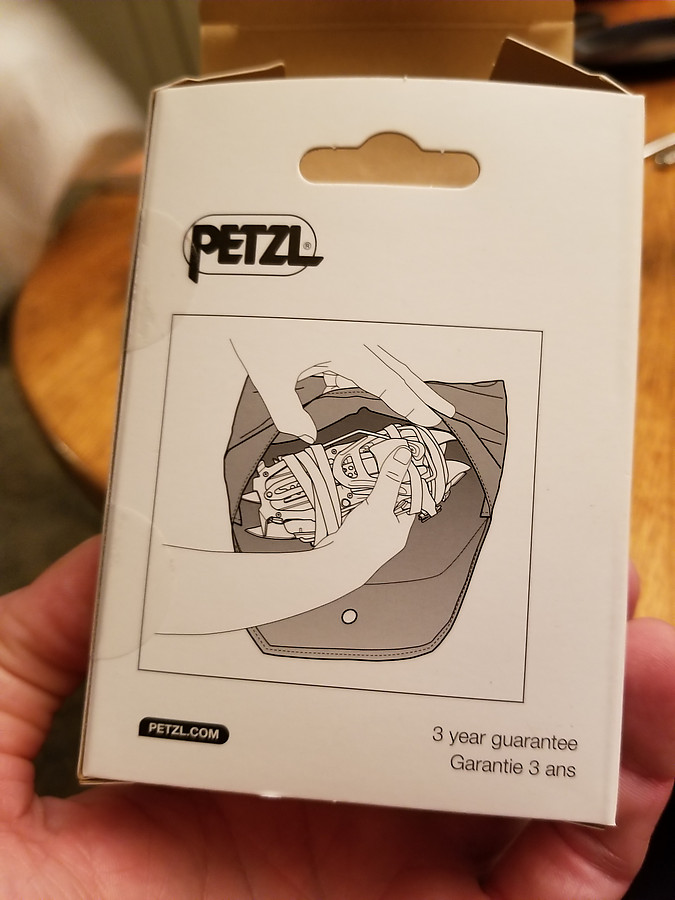 PETZL®
PETZL.COM
3 year guarantee
Garantie 3 ans